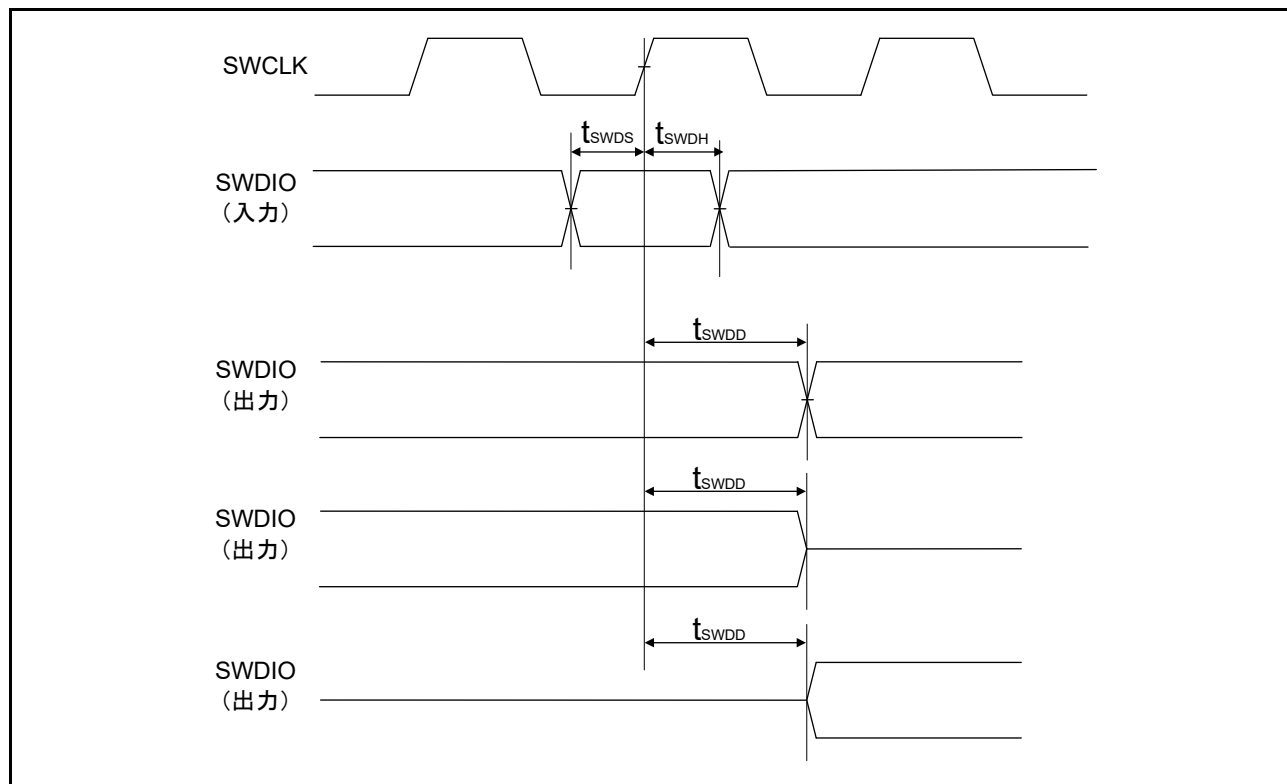 SWCLK
tSWDS
tSWDH
SWDIO
（入力）
tSWDD
SWDIO
（出力）
tSWDD
SWDIO
（出力）
tSWDD
SWDIO
（出力）